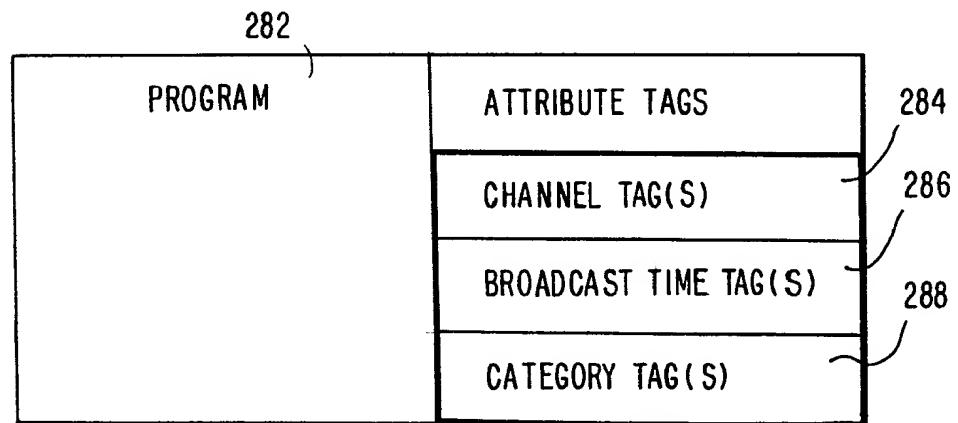 282
PROGRAM
ATTRIBUTE TAGS
284
CHANNEL TAG(S)
286
BROADCAST TIME TAG(S)
288
CATEGORY TAG(S)